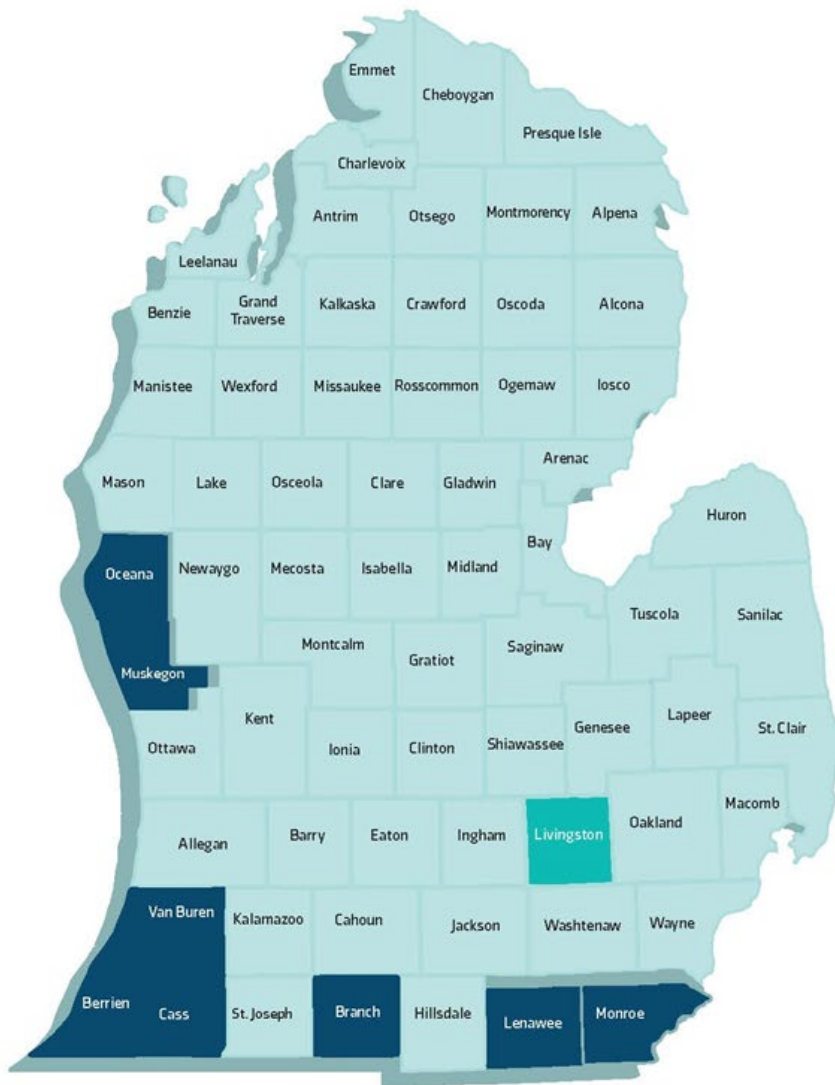 Emmet
Cheboygan
Presque Isle
Charlevoix
Antrim
Otsego
Montmorency
Alpena
Leelanau
Benzie
Grand
Traverse
Kalkaska
Crawford
Oscoda
Alcona
Manistee
Wexford
Missaukee
Rosscommon
Ogemaw
Iosco
Mason
Lake
Osceola
Clare
Gladwin
Arenac
Huron
Oceana
Newaygo
Mecosta
Isabella
Midland
Bay
Tuscola
Sanilac
Muskegon
Montcalm
Gratiot
Saginaw
Kent
Ottawa
Ionia
Clinton
Shiawassee
Genesee
Lapeer
St. Clair
Allegan
Barry
Eaton
Ingham
Livingston
Oakland
Macomb
Van Buren
Kalamazoo
Cahoun
Jackson
Washtenaw
Wayne
Berrien
Cass
St. Joseph
Branch
Hillsdale
Lenawee
Monroe